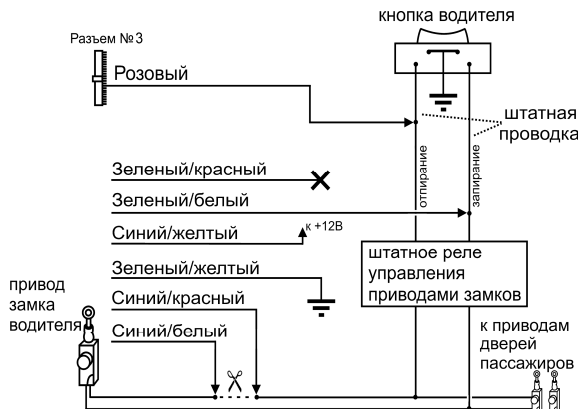 кнопка водителя
Разъем №3
Розовый
штатная
проводка
отпирание
запирание
Зеленый/красный
Зеленый/белый
Синий/желтый
к +12В
Зеленый/желтый
Синий/красный
Синий/белый
штатное реле
управления
приводами замков
привод
замка
водителя
к приводам
дверей
пассажиров